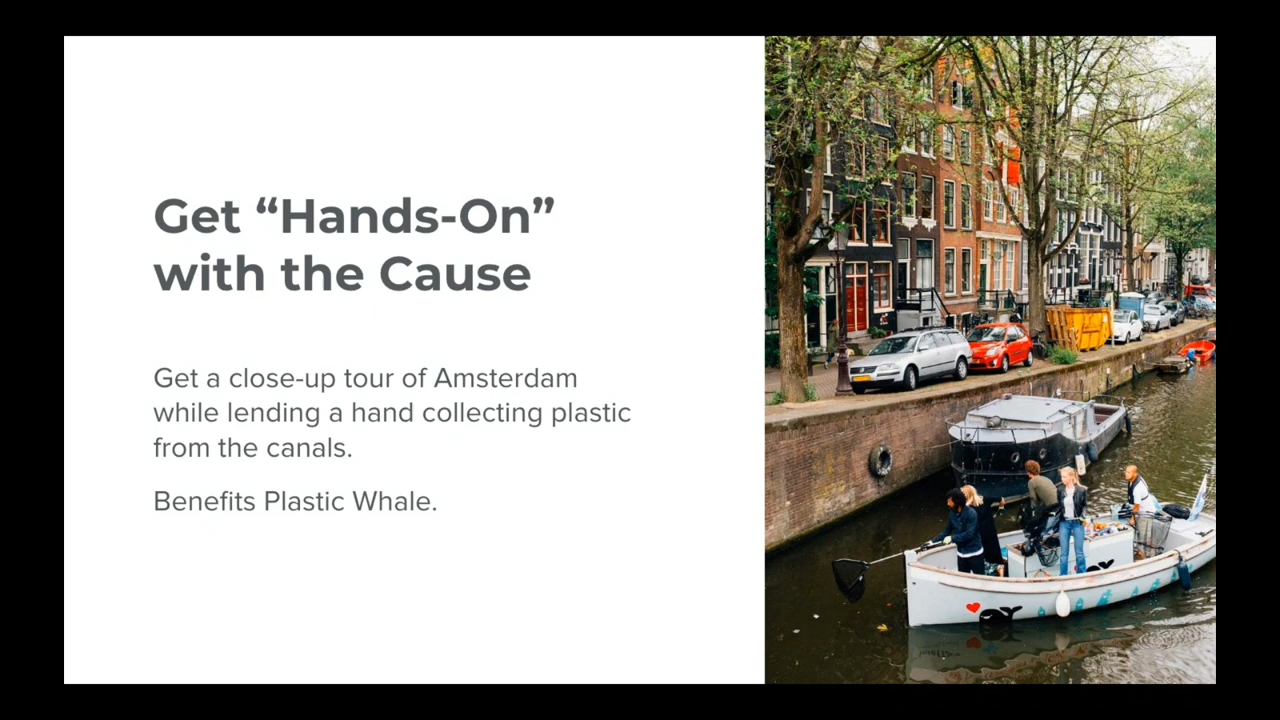 Get “Hands-On”
with the Cause
Get a close-up tour of Amsterdam
while lending a hand collecting plastic
from the canals.
Benefits Plastic Whale.